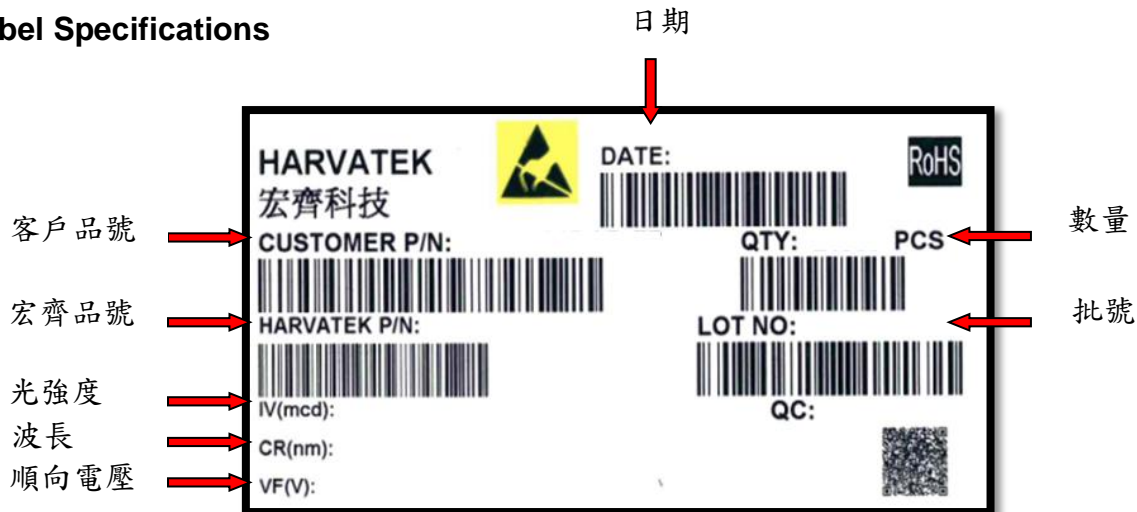 bel Specifications
日期
HARVATEK
宏齊科技
DATE:
RoHS
客戶品號
CUSTOMER P/N:
QTY: PCS
數量
宏齊品號
HARVATEK P/N:
LOT NO:
批號
光強度
IV(mcd):
QC:
波長
CR(nm):
順向電壓
VF(V):